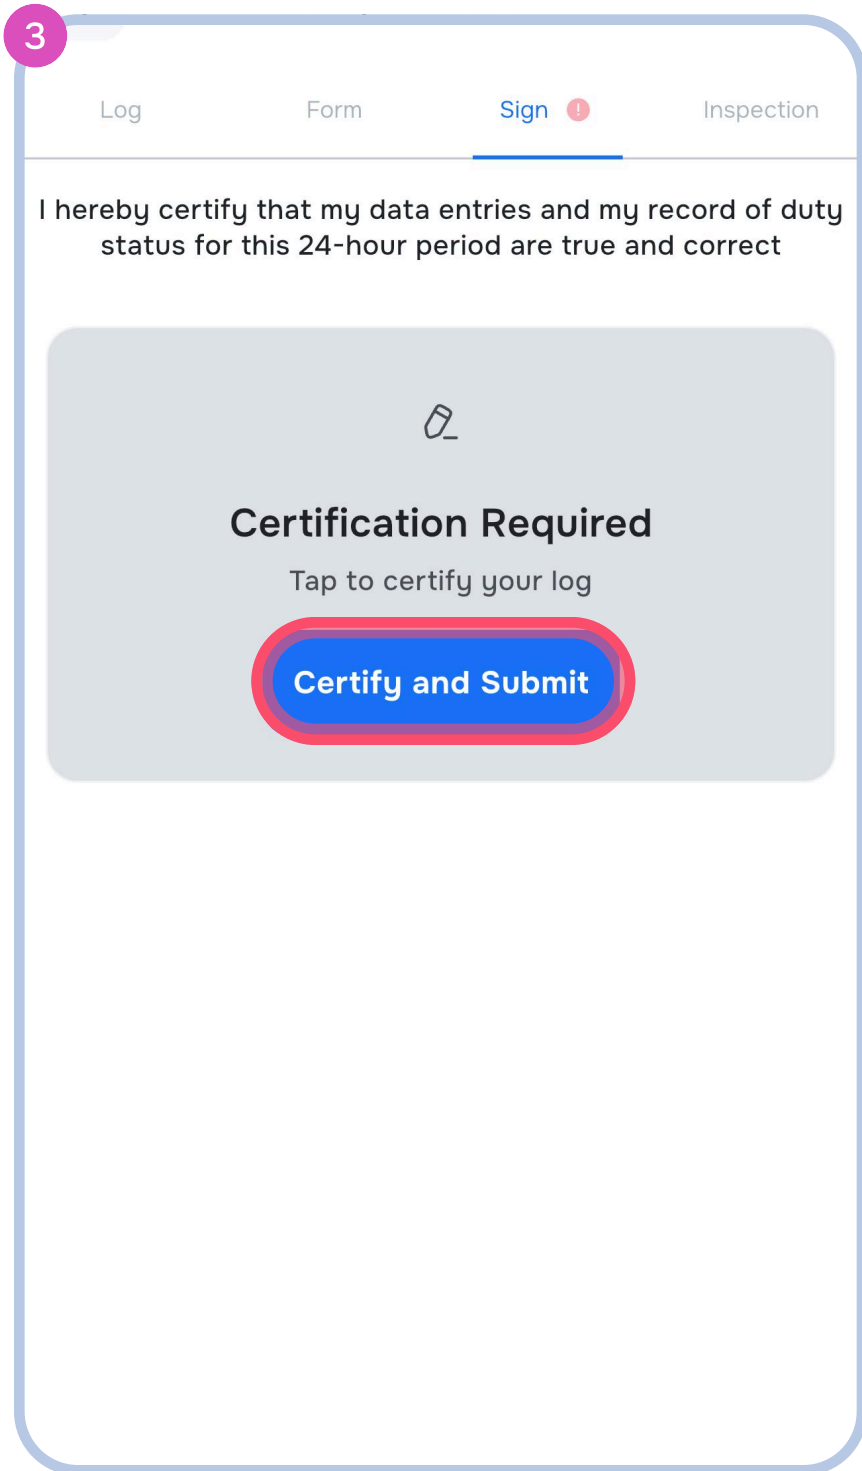 3
Log Form Sign ! Inspection
I hereby certify that my data entries and my record of duty
status for this 24-hour period are true and correct
Certification Required
Tap to certify your log
Certify and Submit